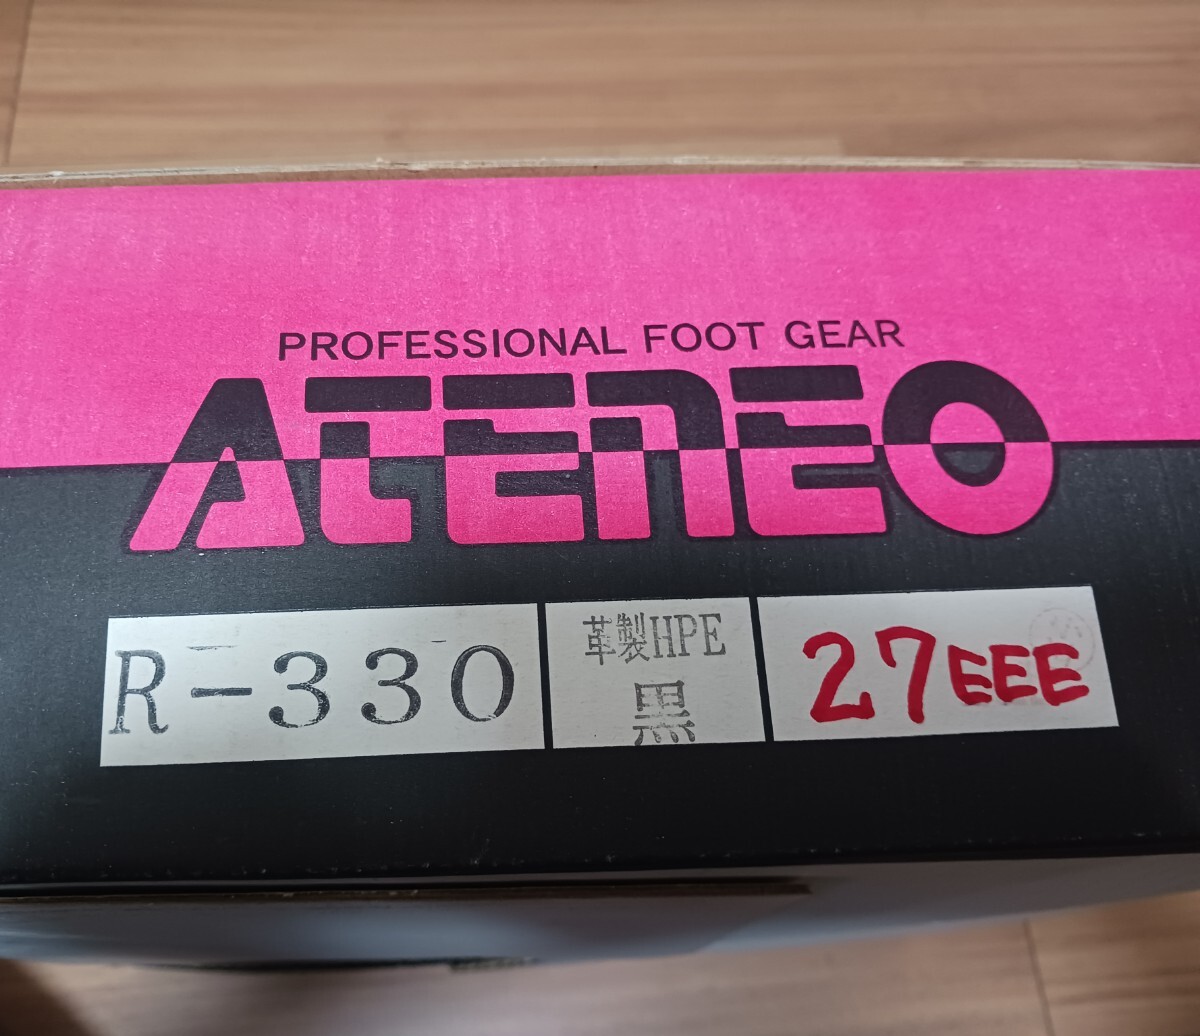 PROFESSIONAL FOOT GEAR
ATENEO
R-330
革製HPE
黒
27EEE